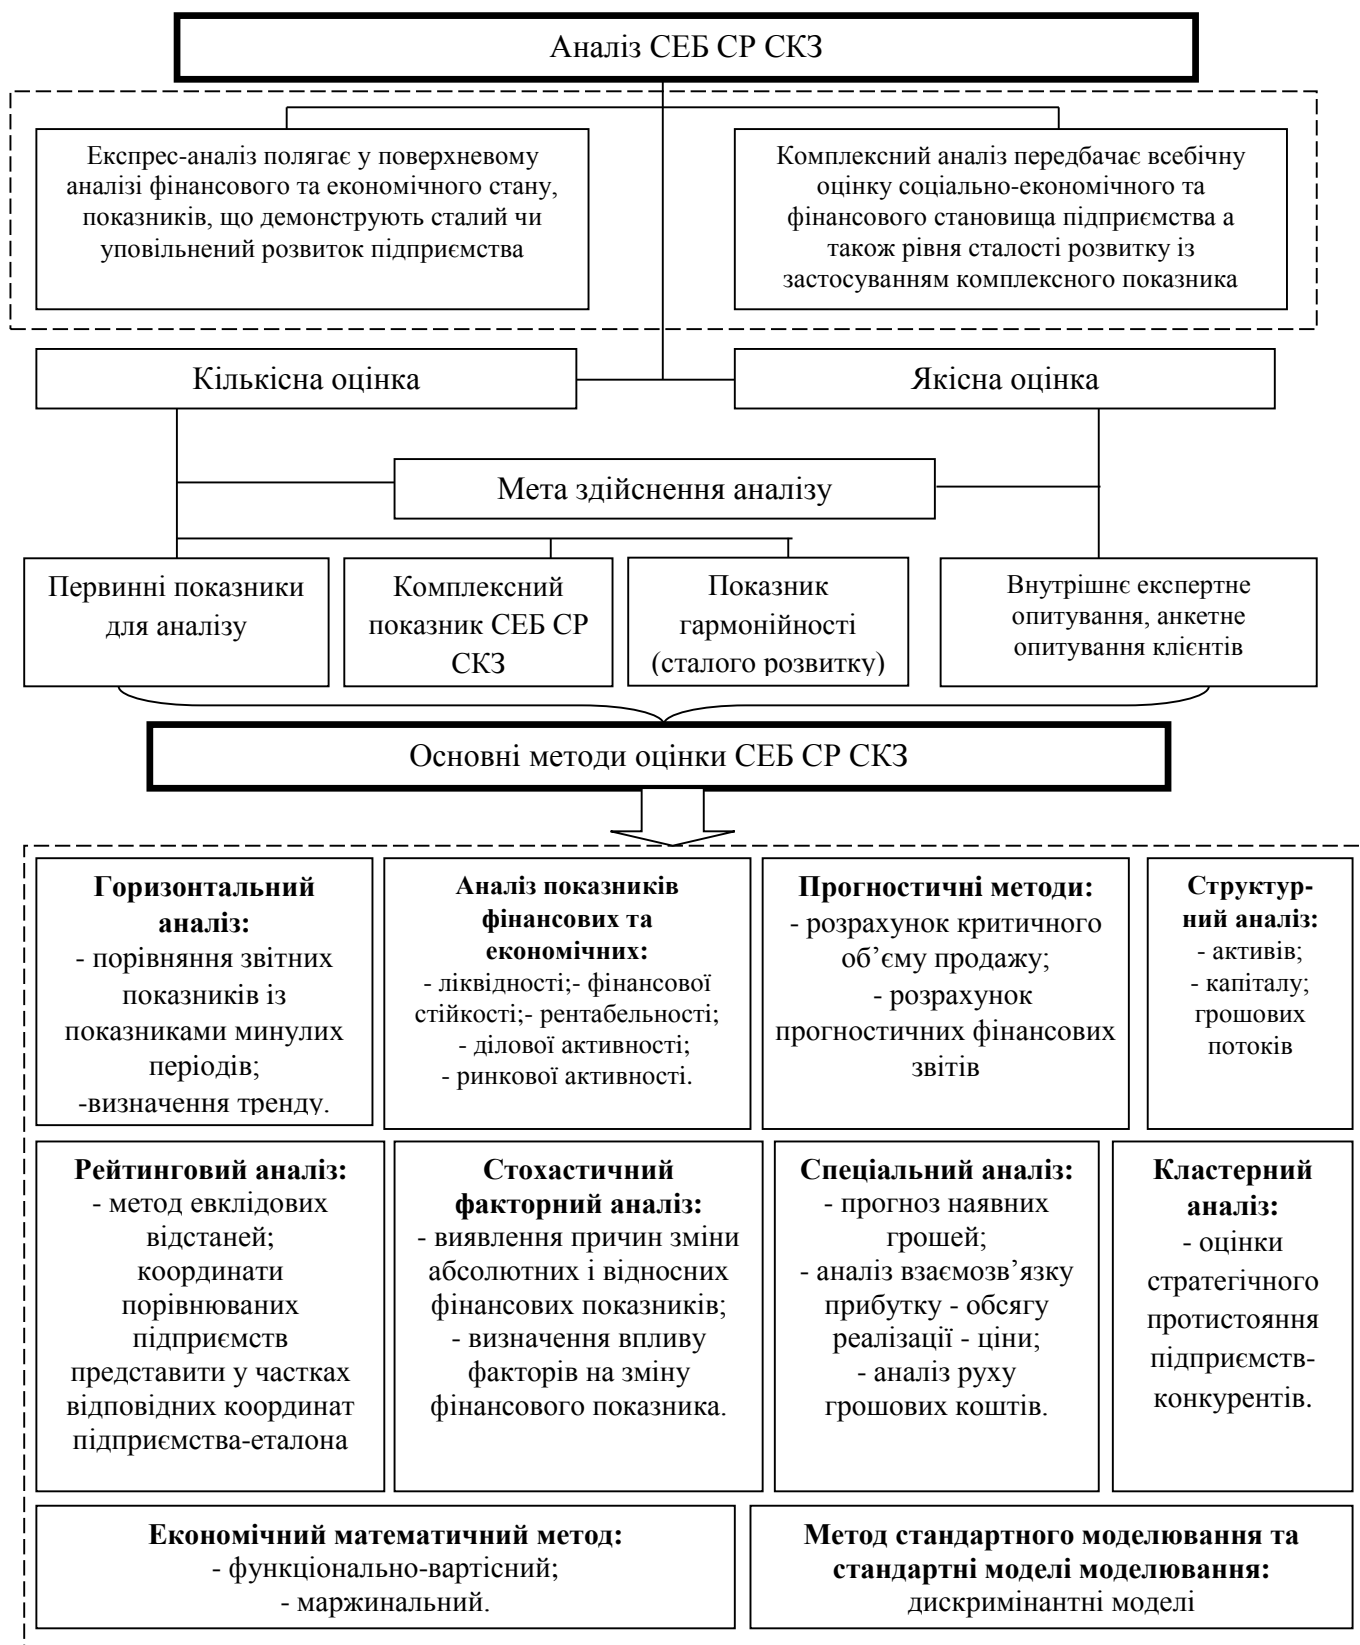 Аналіз СЕБ СР СКЗ
Експрес-аналіз полягає у поверхневому
аналізі фінансового та економічного стану,
показників, що демонструють сталий чи
уповільнений розвиток підприємства
Комплексний аналіз передбачає всебічну
оцінку соціально-економічного та
фінансового становища підприємства а
також рівня сталості розвитку із
застосуванням комплексного показника
Кількісна оцінка
Якісна оцінка
Мета здійснення аналізу
Первинні показники
для аналізу
Комплексний
показник СЕБ СР
СКЗ
Показник
гармонійності
(сталого розвитку)
Внутрішнє експертне
опитування, анкетне
опитування клієнтів
Основні методи оцінки СЕБ СР СКЗ
Горизонтальний
аналіз:
- порівняння звітних
показників із
показниками минулих
періодів;
-визначення тренду.
Аналіз показників
фінансових та
економічних:
- ліквідності;- фінансової
стійкості;- рентабельності;
- ділової активності;
- ринкової активності.
Прогностичні методи:
- розрахунок критичного
об’єму продажу;
- розрахунок
прогностичних фінансових
звітів
Структур-
ний аналіз:
- активів;
- капіталу;
грошових
потоків
Рейтинговий аналіз:
- метод евклідових
відстаней;
координати
порівнюваних
підприємств
представити у частках
відповідних координат
підприємства-еталона
Стохастичний
факторний аналіз:
- виявлення причин зміни
абсолютних і відносних
фінансових показників;
- визначення впливу
факторів на зміну
фінансового показника.
Спеціальний аналіз:
- прогноз наявних
грошей;
- аналіз взаємозв’язку
прибутку - обсягу
реалізації - ціни;
- аналіз руху
грошових коштів.
Кластерний
аналіз:
- оцінки
стратегічного
протистояння
підприємств-
конкурентів.
Економічний математичний метод:
- функціонально-вартісний;
- маржинальний.
Метод стандартного моделювання та
стандартні моделі моделювання:
дискримінантні моделі